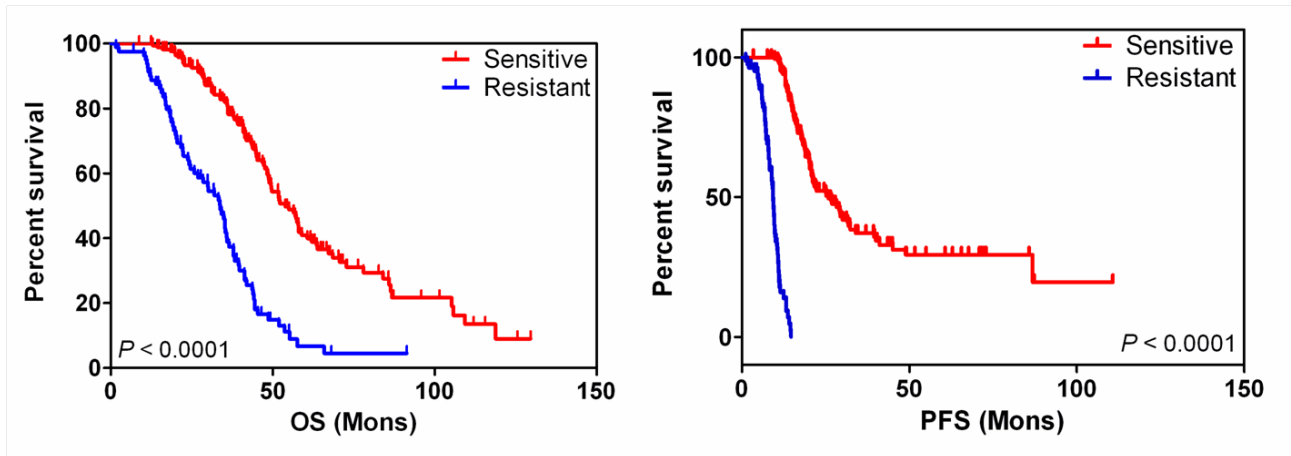 100
80
60
40
20
0
Percent survival
Sensitive
Resistant
P < 0.0001
0
50
100
150
OS (Mons)
100
50
0
Percent survival
Sensitive
Resistant
P < 0.0001
0
50
100
150
PFS (Mons)